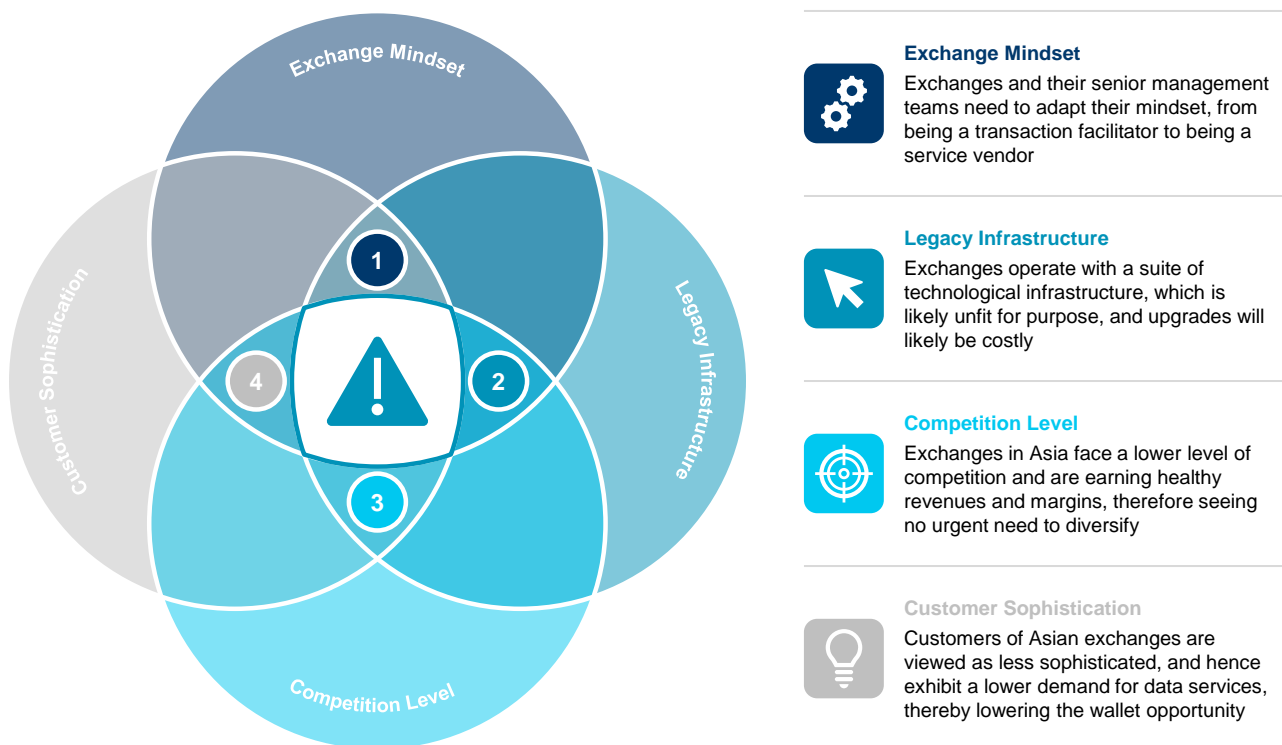 Exchange Mindset
Legacy Infrastructure
Competition Level
Customer Sophistication
1
2
3
4
Exchange Mindset
Exchanges and their senior management
teams need to adapt their mindset, from
being a transaction facilitator to being a
service vendor
Legacy Infrastructure
Exchanges operate with a suite of
technological infrastructure, which is
likely unfit for purpose, and upgrades will
likely be costly
Competition Level
Exchanges in Asia face a lower level of
competition and are earning healthy
revenues and margins, therefore seeing
no urgent need to diversify
Customer Sophistication
Customers of Asian exchanges are
viewed as less sophisticated, and hence
exhibit a lower demand for data services,
thereby lowering the wallet opportunity